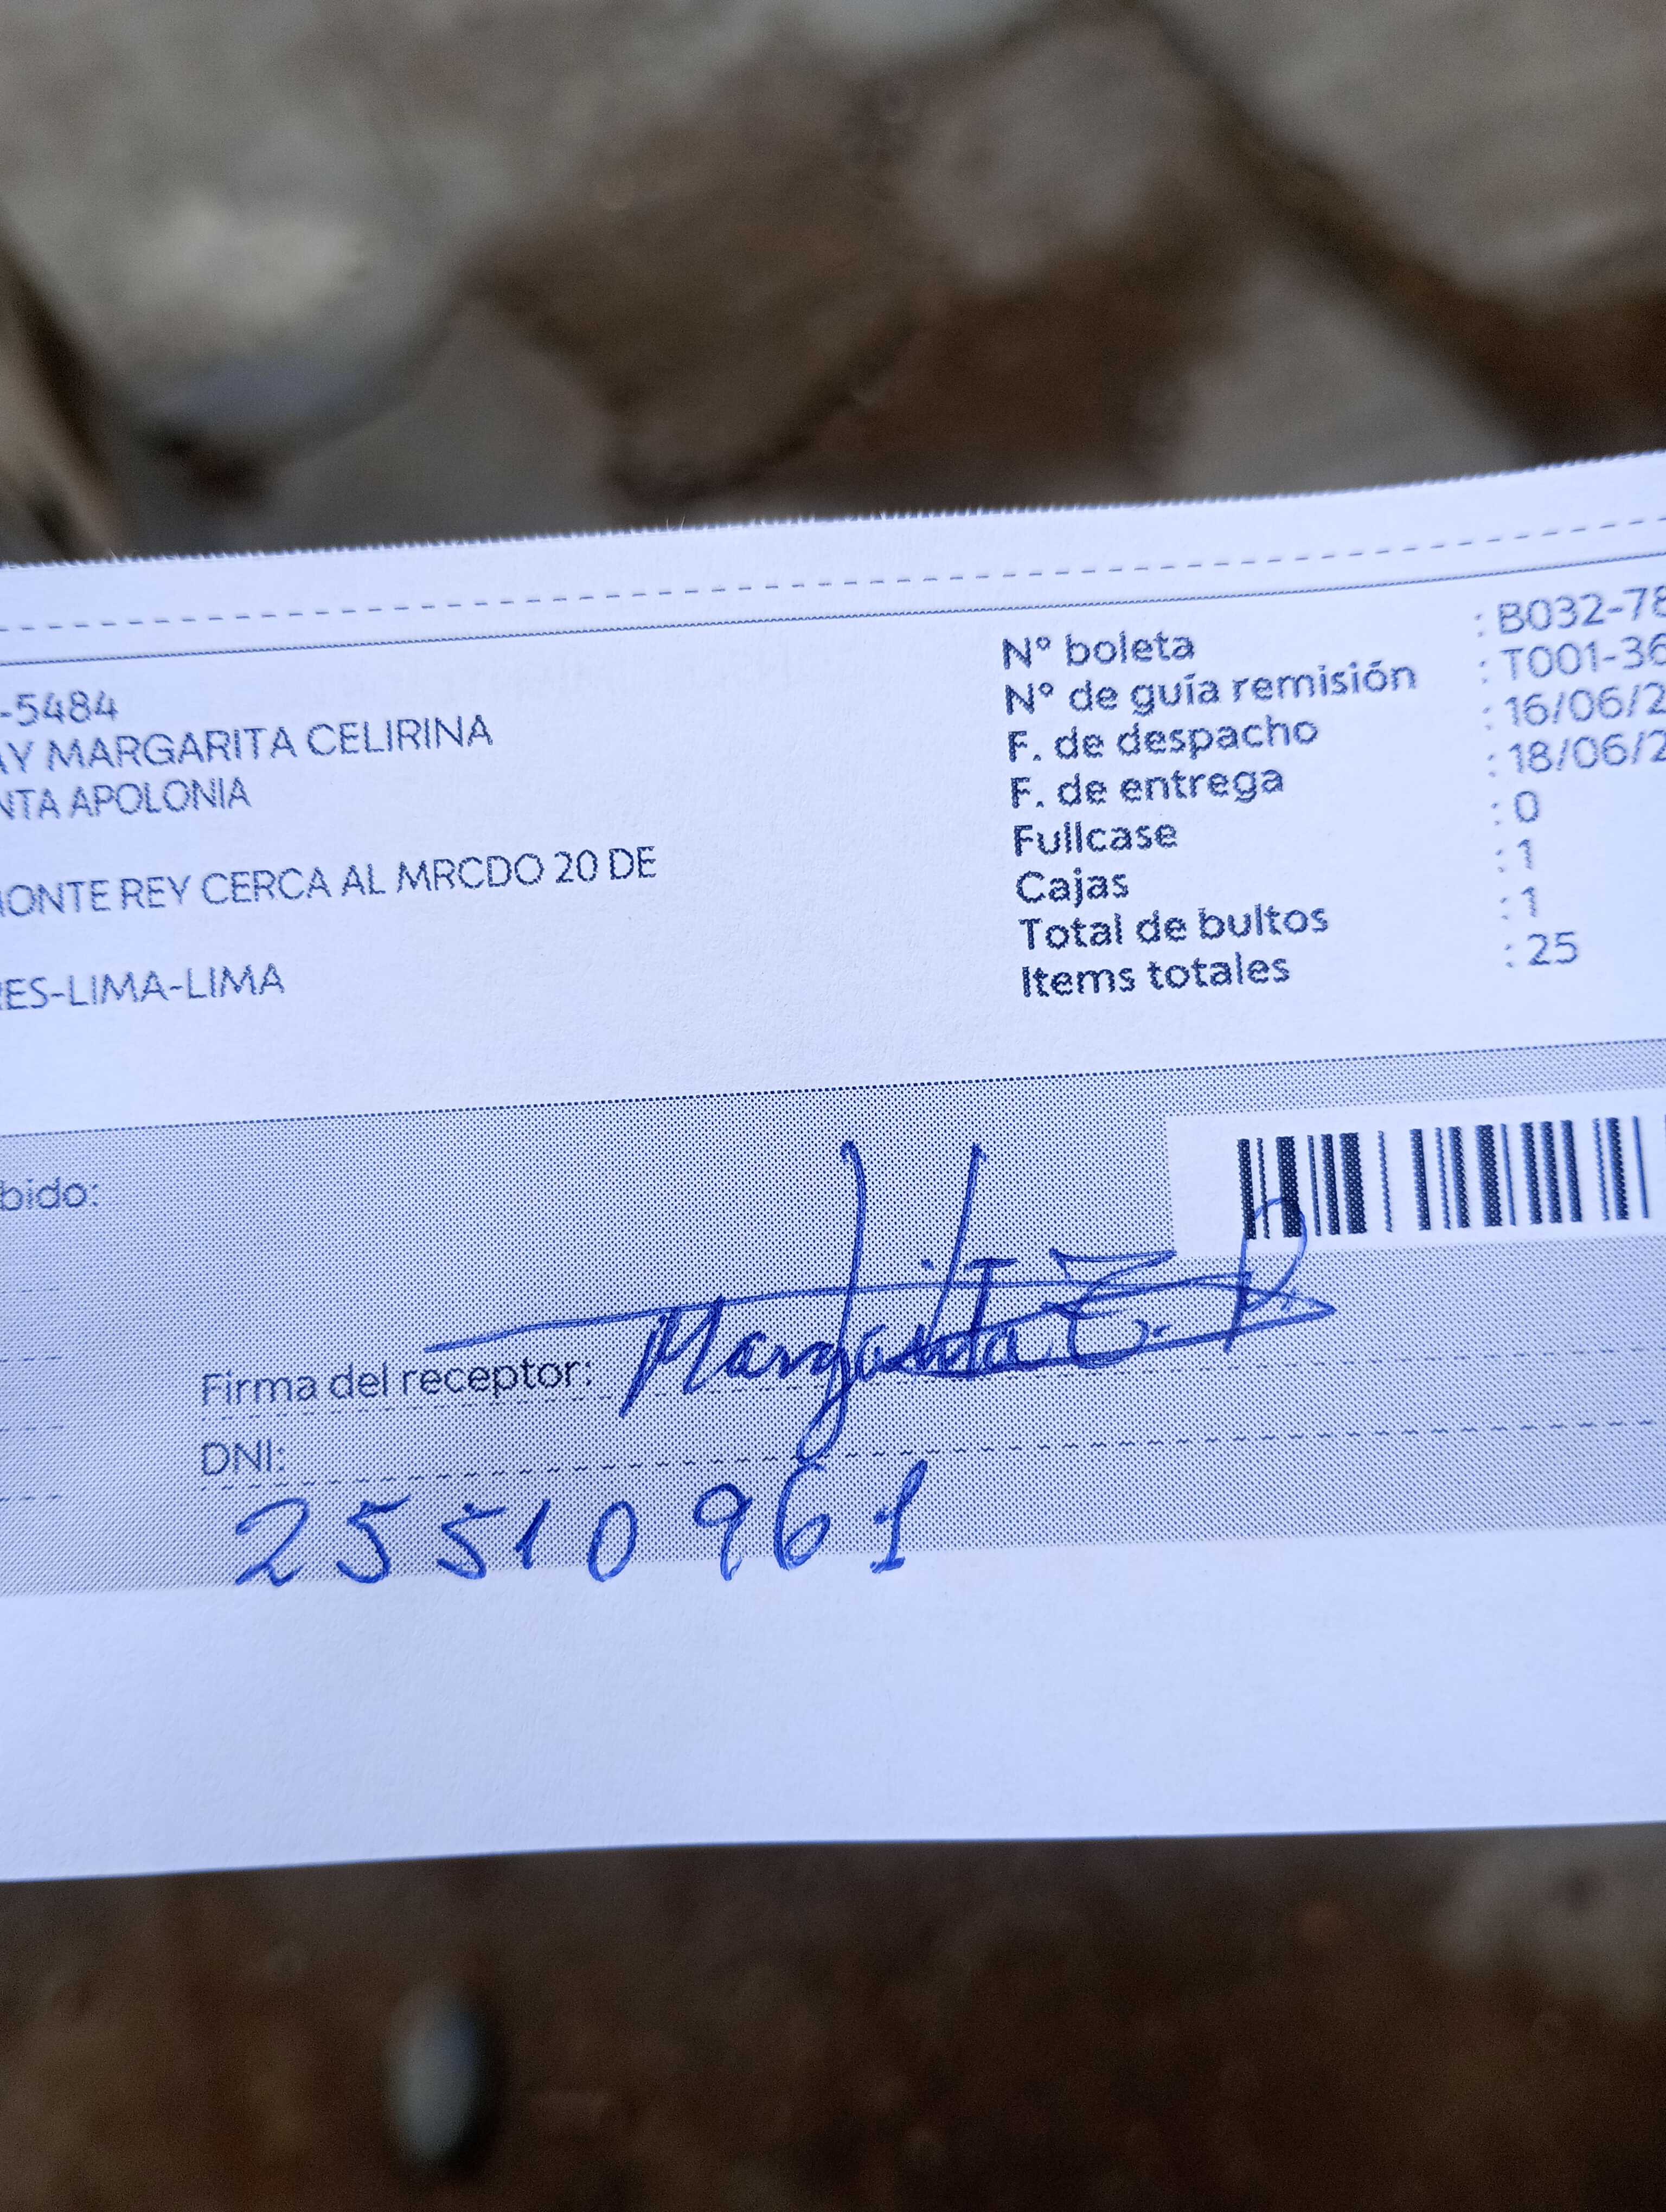 -5484
AY MARGARITA CELIRINA
NTA APOLONIA
MONTE REY CERCA AL MRCDO 20 DE
RES-LIMA-LIMA
N° boleta : B032-78
N° de guía remisión : T001-36
F. de despacho : 16/06/2
F. de entrega : 18/06/2
Fullcase : 0
Cajas : 1
Total de bultos : 1
Items totales : 25
bido:
Firma del receptor: Margarita
DNI:
25510961